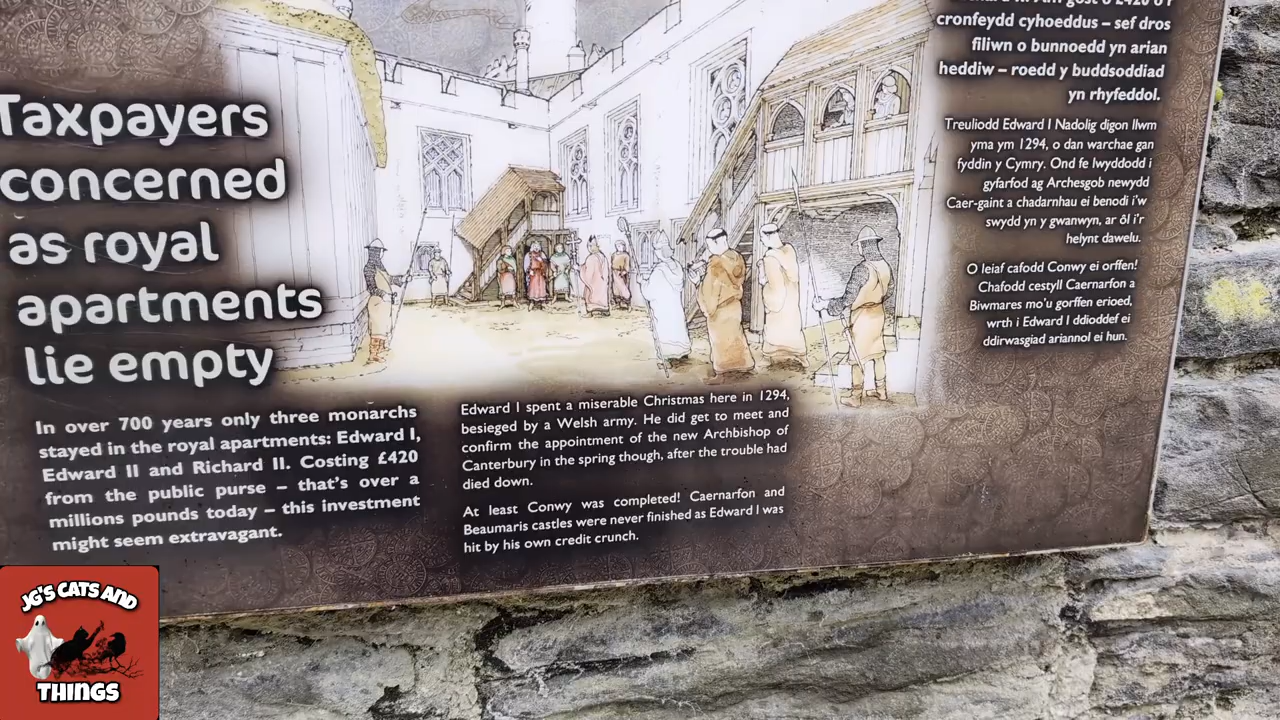 Taxpayers
concerned
as royal
apartments
lie empty
In over 700 years only three monarchs
stayed in the royal apartments: Edward I,
Edward II and Richard II. Costing £420
from the public purse – that's over a
millions pounds today – this investment
might seem extravagant.
Edward I spent a miserable Christmas here in 1294,
besieged by a Welsh army. He did get to meet and
confirm the appointment of the new Archbishop of
Canterbury in the spring though, after the trouble had
died down.
At least Conwy was completed! Caernarfon and
Beaumaris castles were never finished as Edward I was
hit by his own credit crunch.
cronfeydd cyhoeddus – sef dros
filiwn o bunnoedd yn arian
heddiw – roedd y buddsoddiad
yn rhyfeddol.
Treuliodd Edward I Nadolig digon llwm
yma ym 1294, o dan warchae gan
fyddin y Cymry. Ond fe lwyddodd i
gyfarfod ag Archesgob newydd
Caer-gaint a chadarnhau ei benodi i'w
swydd yn y gwanwyn, ar ôl i'r
helynt dawelu.
O leiaf cafodd Conwy ei orffen!
Chafodd cestyll Caernarfon a
Biwmares mo'u gorffen erioed,
wrth i Edward I ddioddef ei
ddirwasgiad ariannol ei hun.
JG'S CATS AND
THINGS